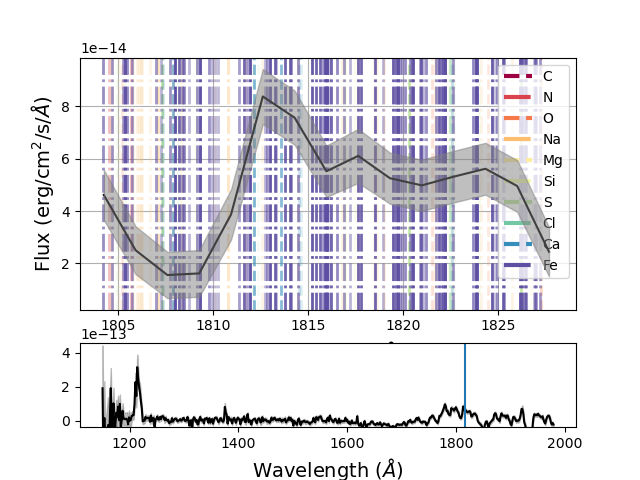 1e−14
Flux (erg/cm²/s/Å)
8
6
4
2
1805 1810 1815 1820 1825
C
N
O
Na
Mg
Si
S
Cl
Ca
Fe
1e−13
4
2
0
1200 1400 1600 1800 2000
Wavelength (Å)